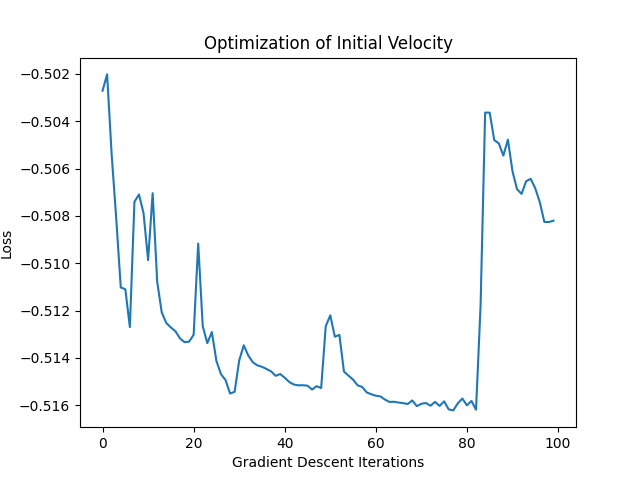 Optimization of Initial Velocity
−0.502
−0.504
−0.506
−0.508
−0.510
−0.512
−0.514
−0.516
Loss
0 20 40 60 80 100
Gradient Descent Iterations